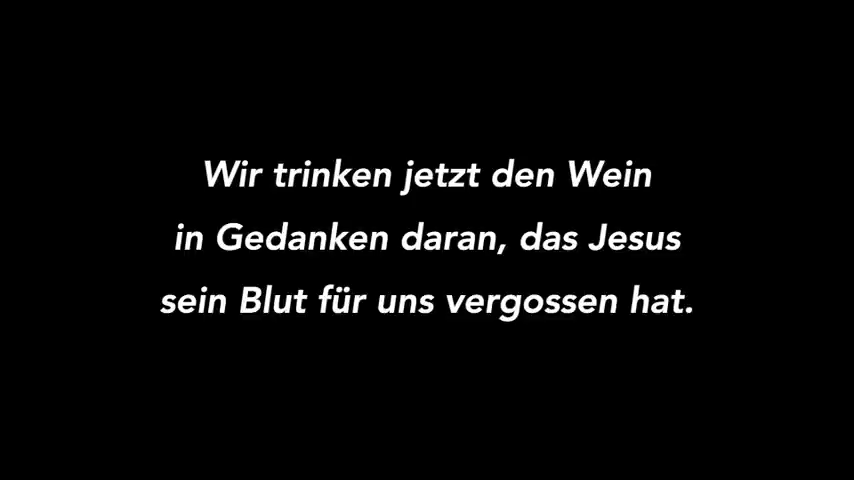 Wir trinken jetzt den Wein
in Gedanken daran, das Jesus
sein Blut für uns vergossen hat.